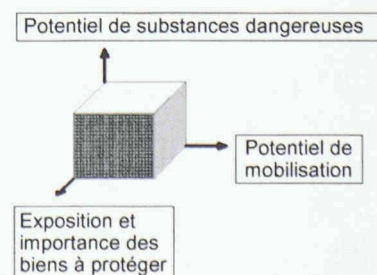 Potentiel de substances dangereuses
Potentiel de
mobilisation
Exposition et
importance des
biens à protéger